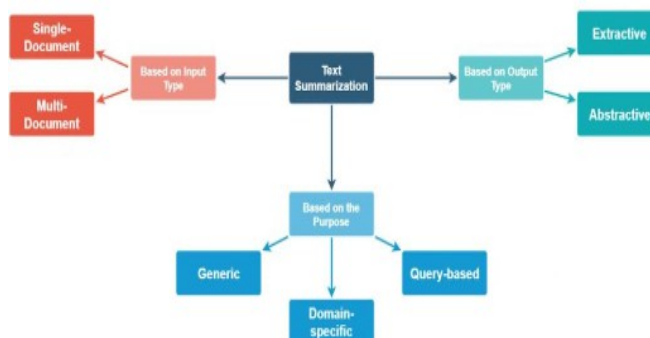 Single-
Document
Multi-
Document
Based on Input
Type
Text
Summarization
Based on Output
Type
Extractive
Abstractive
Based on the
Purpose
Generic
Domain-
specific
Query-based